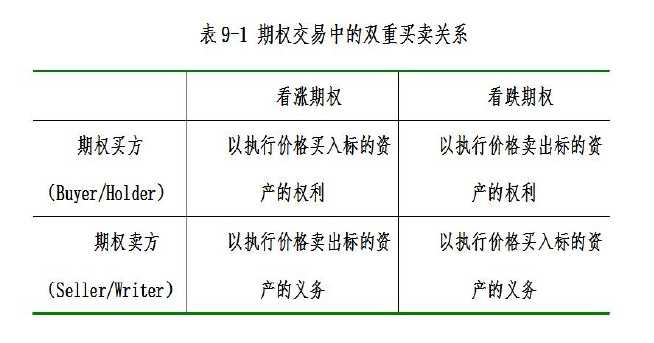 表9-1 期权交易中的双重买卖关系
看涨期权 看跌期权
期权买方 以执行价格买入标的资 以执行价格卖出标的资
(Buyer/Holder) 产的权利 产的权利
期权卖方 以执行价格卖出标的资 以执行价格买入标的资
(Seller/Writer) 产的义务 产的义务